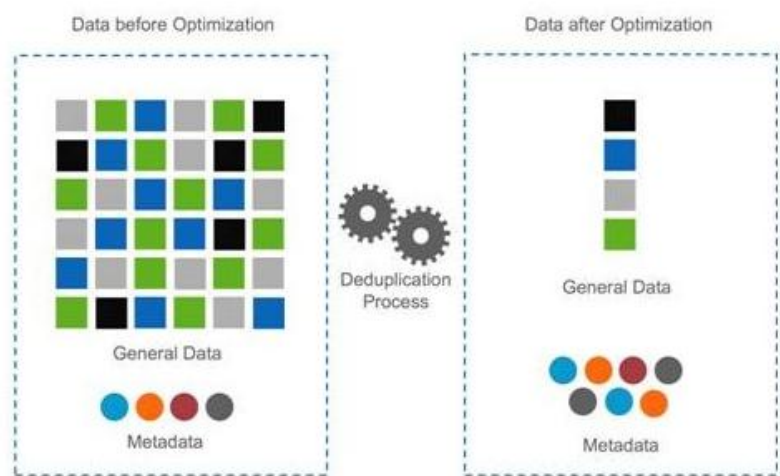 Data before Optimization
Data after Optimization
Deduplication
Process
General Data
General Data
Metadata
Metadata